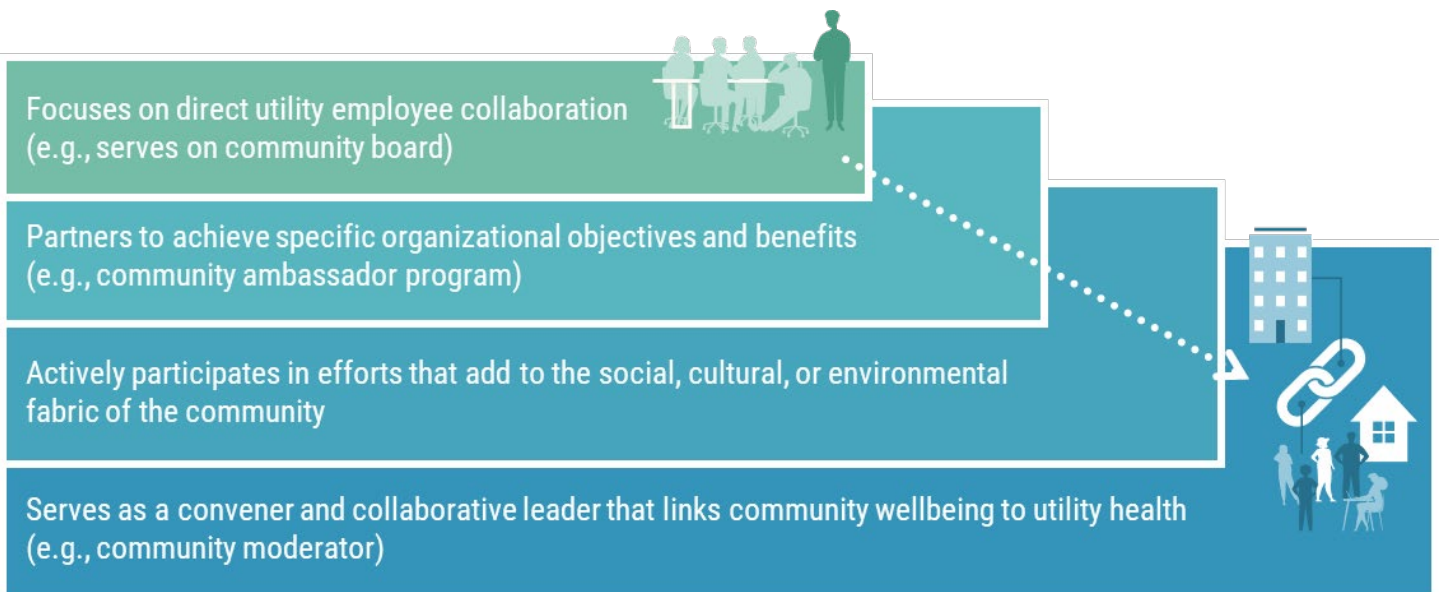 Focuses on direct utility employee collaboration
(e.g., serves on community board)
Partners to achieve specific organizational objectives and benefits
(e.g., community ambassador program)
Actively participates in efforts that add to the social, cultural, or environmental
fabric of the community
Serves as a convener and collaborative leader that links community wellbeing to utility health
(e.g., community moderator)